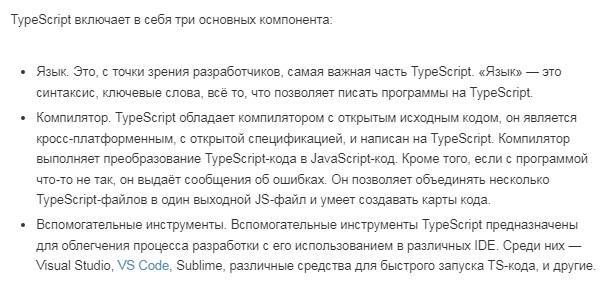 TypeScript включает в себя три основных компонента:
• Язык. Это, с точки зрения разработчиков, самая важная часть TypeScript. «Язык» — это
синтаксис, ключевые слова, всё то, что позволяет писать программы на TypeScript.
• Компилятор. TypeScript обладает компилятором с открытым исходным кодом, он является
кросс-платформенным, с открытой спецификацией, и написан на TypeScript. Компилятор
выполняет преобразование TypeScript-кода в JavaScript-код. Кроме того, если с программой
что-то не так, он выдаёт сообщения об ошибках. Он позволяет объединять несколько
TypeScript-файлов в один выходной JS-файл и умеет создавать карты кода.
• Вспомогательные инструменты. Вспомогательные инструменты TypeScript предназначены
для облегчения процесса разработки с его использованием в различных IDE. Среди них —
Visual Studio, VS Code, Sublime, различные средства для быстрого запуска TS-кода, и другие.